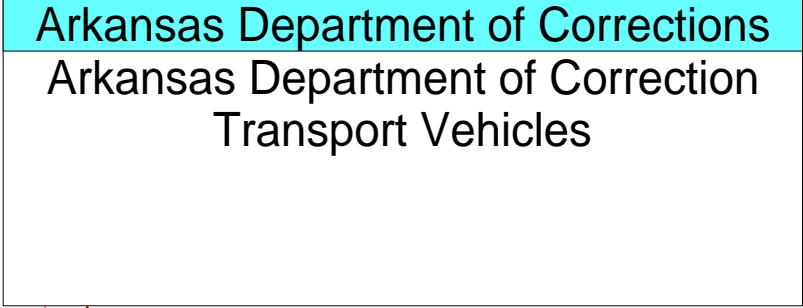 Arkansas Department of Corrections
Arkansas Department of Correction
Transport Vehicles